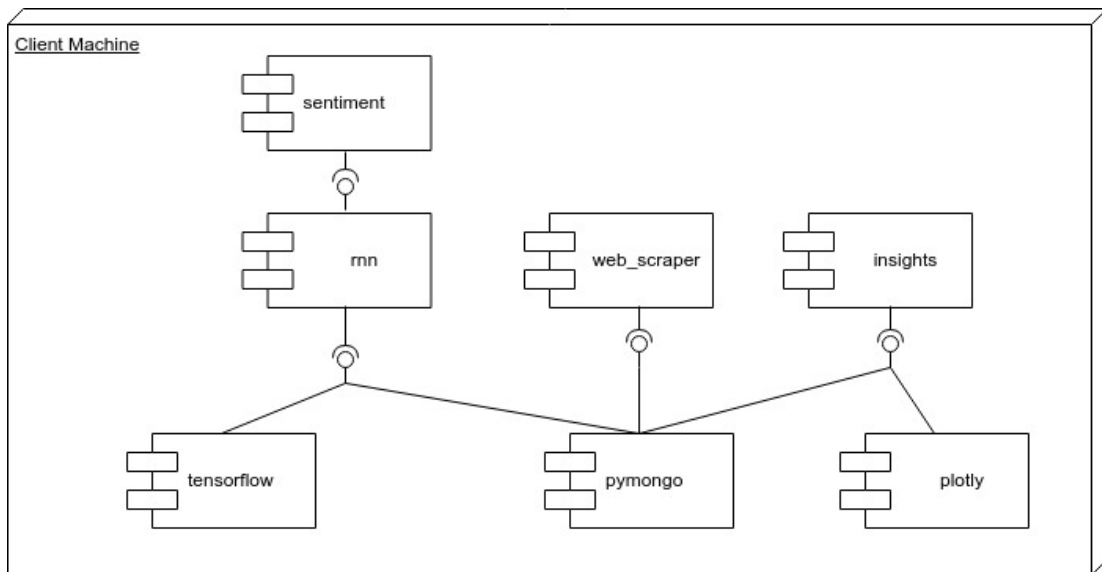 Client Machine
sentiment
rnn
web_scraper
insights
tensorflow
pymongo
plotly